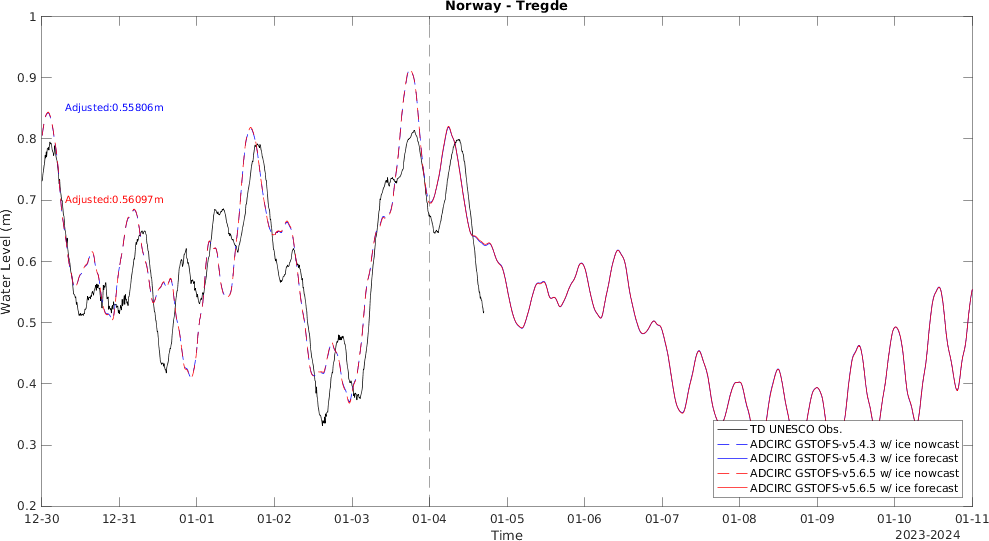 Norway - Tregde
1
0.9
0.8
0.7
0.6
0.5
0.4
0.3
0.2
Water Level (m)
Adjusted:0.55806m
Adjusted:0.56097m
TD UNESCO Obs.
ADCIRC GSTOFS-v5.4.3 w/ ice nowcast
ADCIRC GSTOFS-v5.4.3 w/ ice forecast
ADCIRC GSTOFS-v5.6.5 w/ ice nowcast
ADCIRC GSTOFS-v5.6.5 w/ ice forecast
12-30 12-31 01-01 01-02 01-03 01-04 01-05 01-06 01-07 01-08 01-09 01-10 01-11
Time
2023-2024